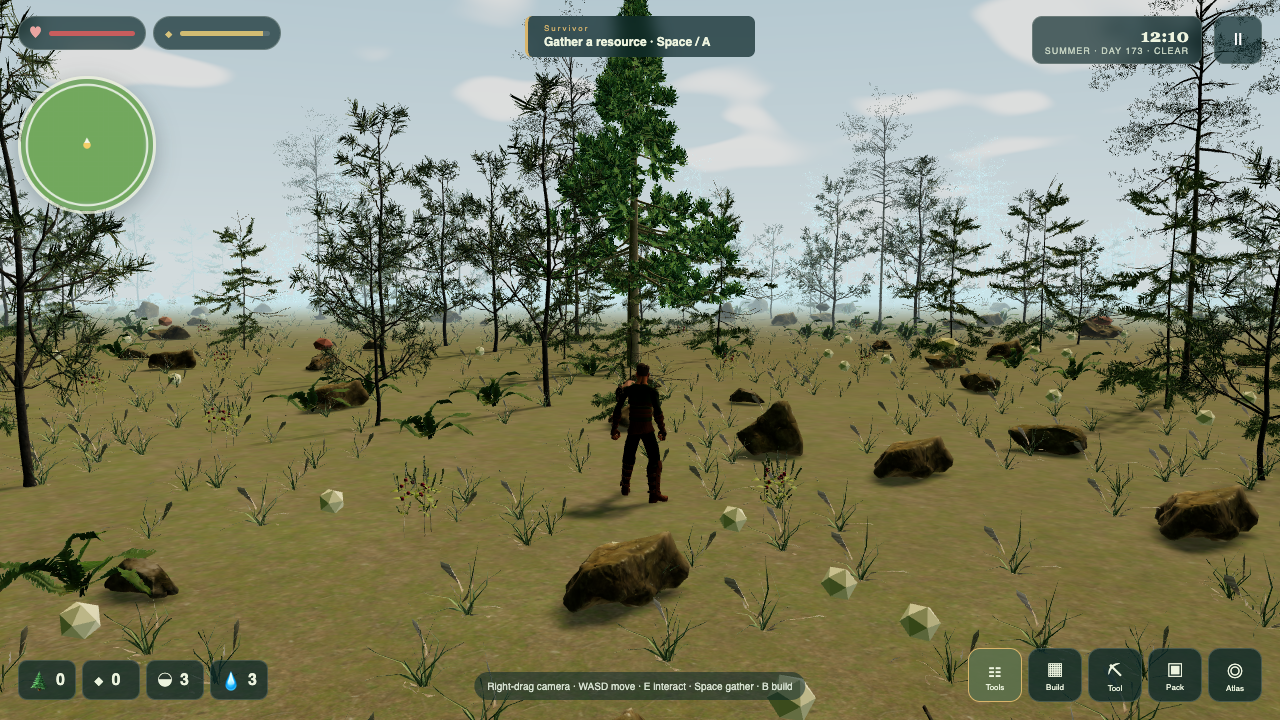 Survivor
Gather a resource · Space / A
12:10
SUMMER · DAY 173 · CLEAR
0
0
3
3
Right-drag camera · WASD move · E interact · Space gather · B build
Tools
Build
Tool
Pack
Atlas